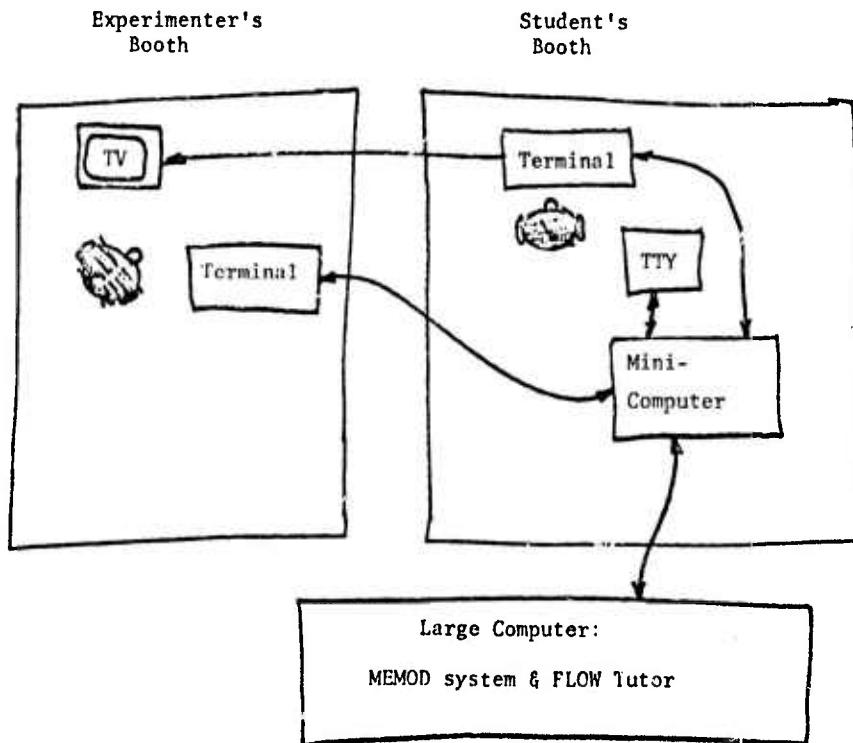 Experimenter's
Booth
Student's
Booth
TV
Terminal
Terminal
TTY
Mini-
Computer
Large Computer:
MEMOD system & FLOW Tutor